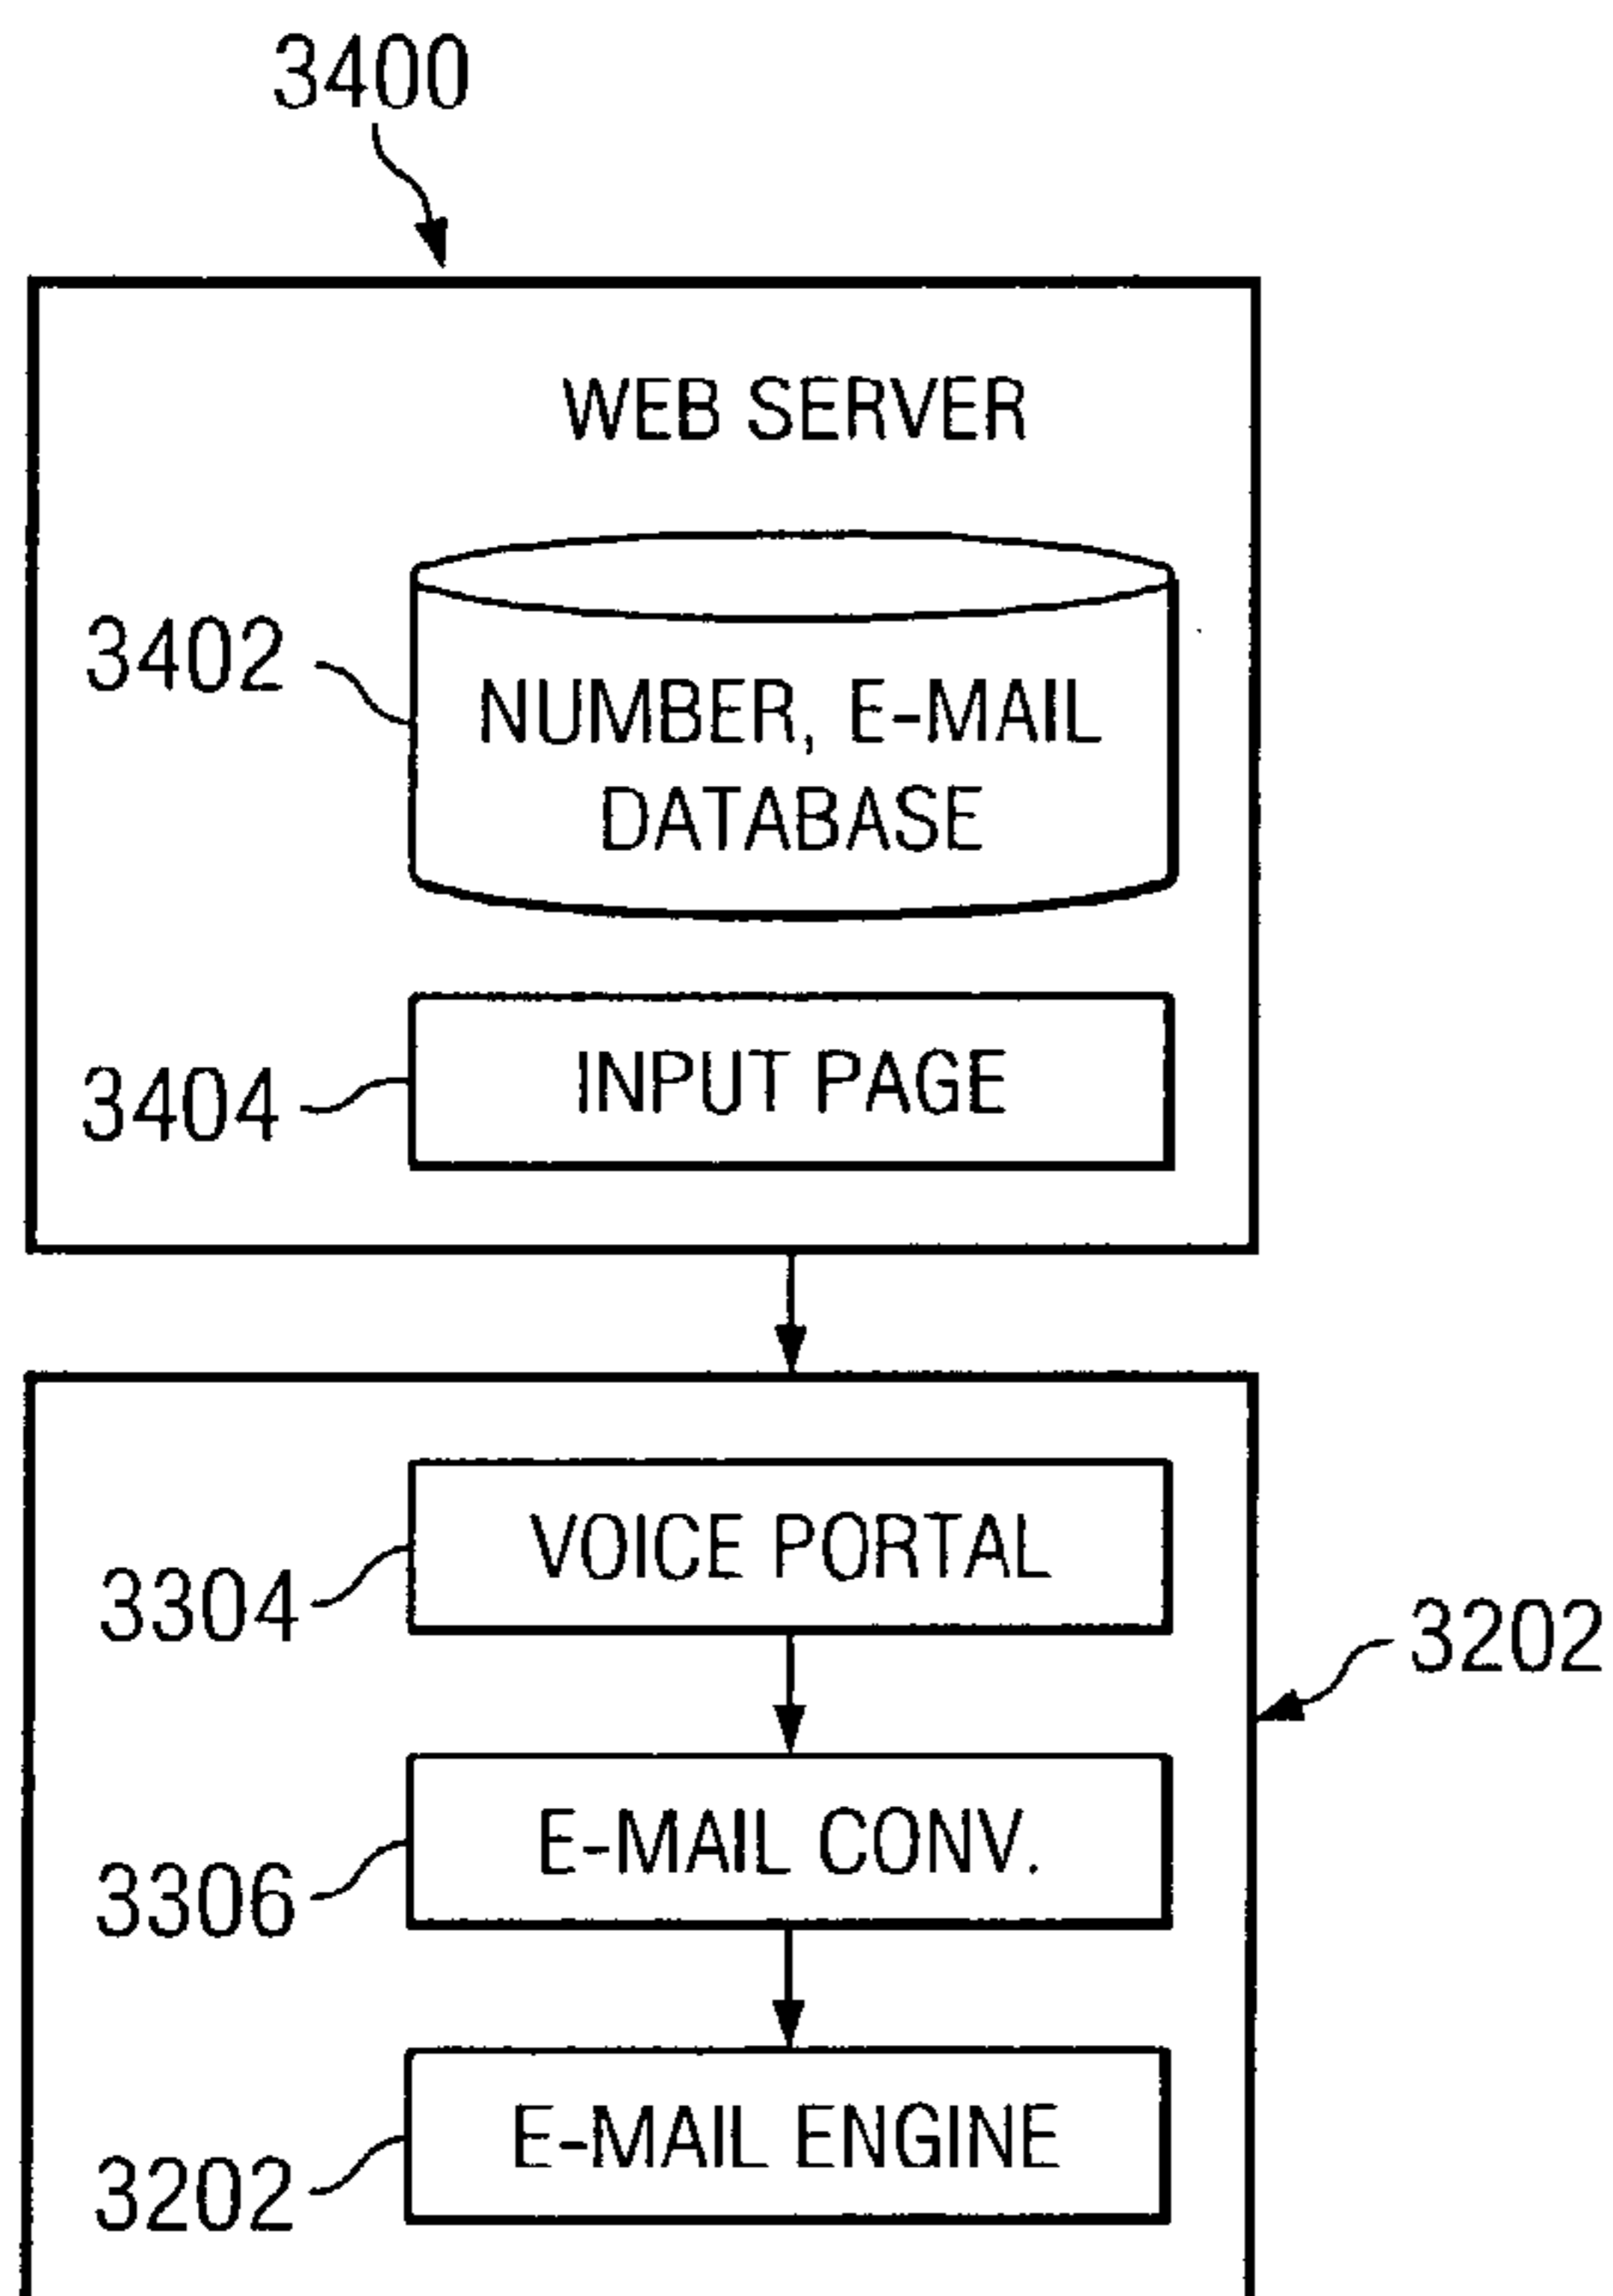 3400
WEB SERVER
3402
NUMBER, E-MAIL
DATABASE
3404
INPUT PAGE
VOICE PORTAL
3304
3202
E-MAIL CONV.
3306
E-MAIL ENGINE
3202